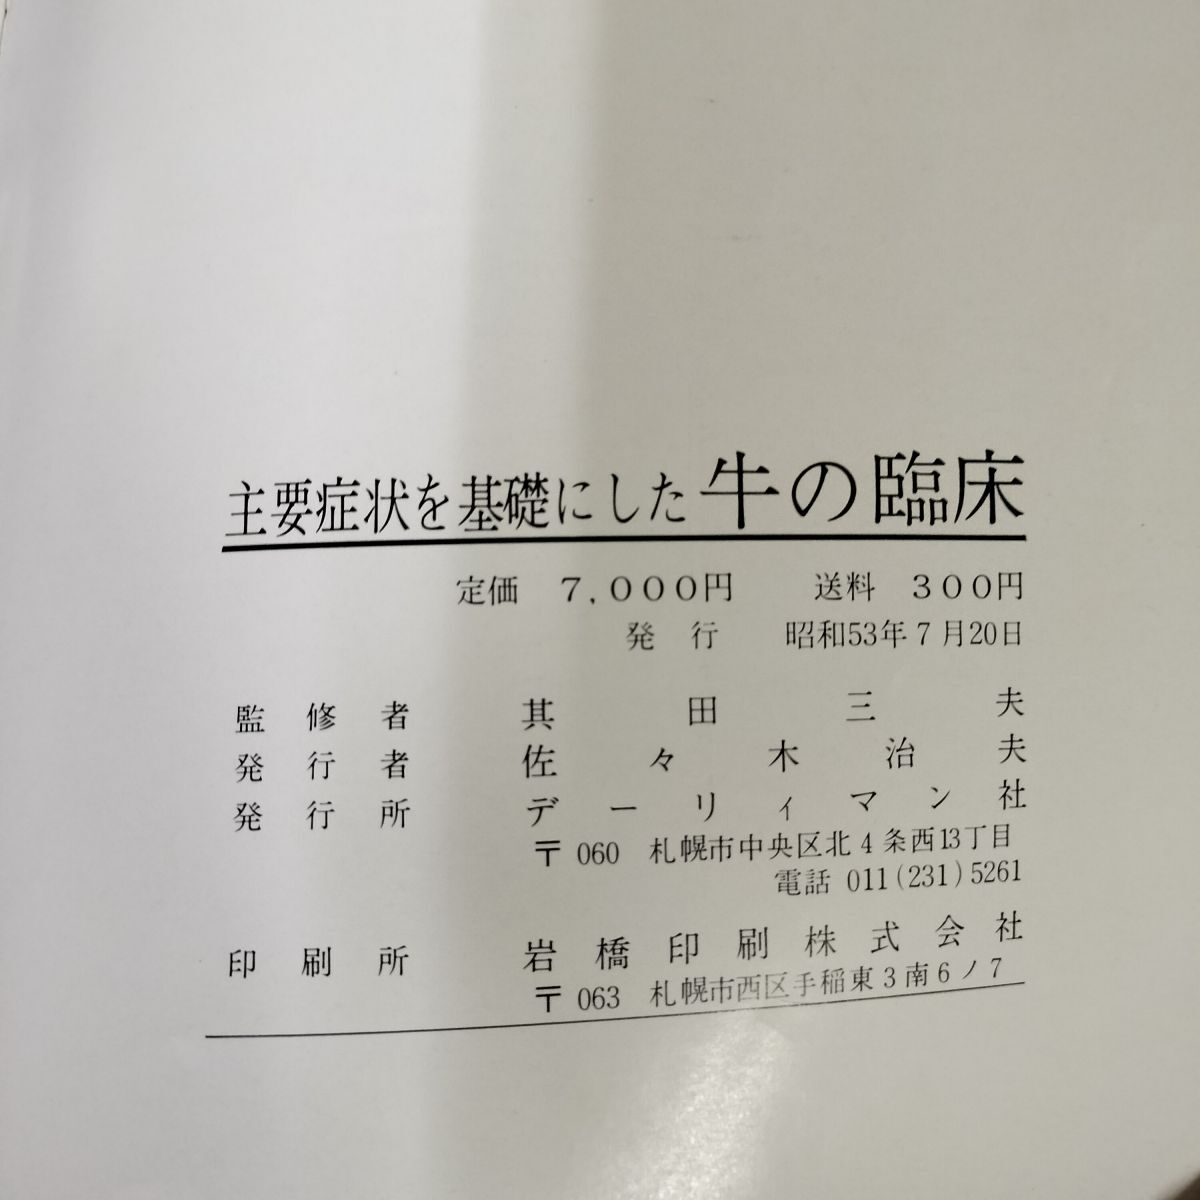 主要症状を基礎にした牛の臨床
定価 7,000円 送料 300円
発行 昭和53年7月20日
監修者 其田三夫
発行者 佐々木治夫
発行所 デーリィマン社
〒060 札幌市中央区北4条西13丁目
電話 011(231)5261
印刷所 岩橋印刷株式会社
〒063 札幌市西区手稲東3南6ノ7